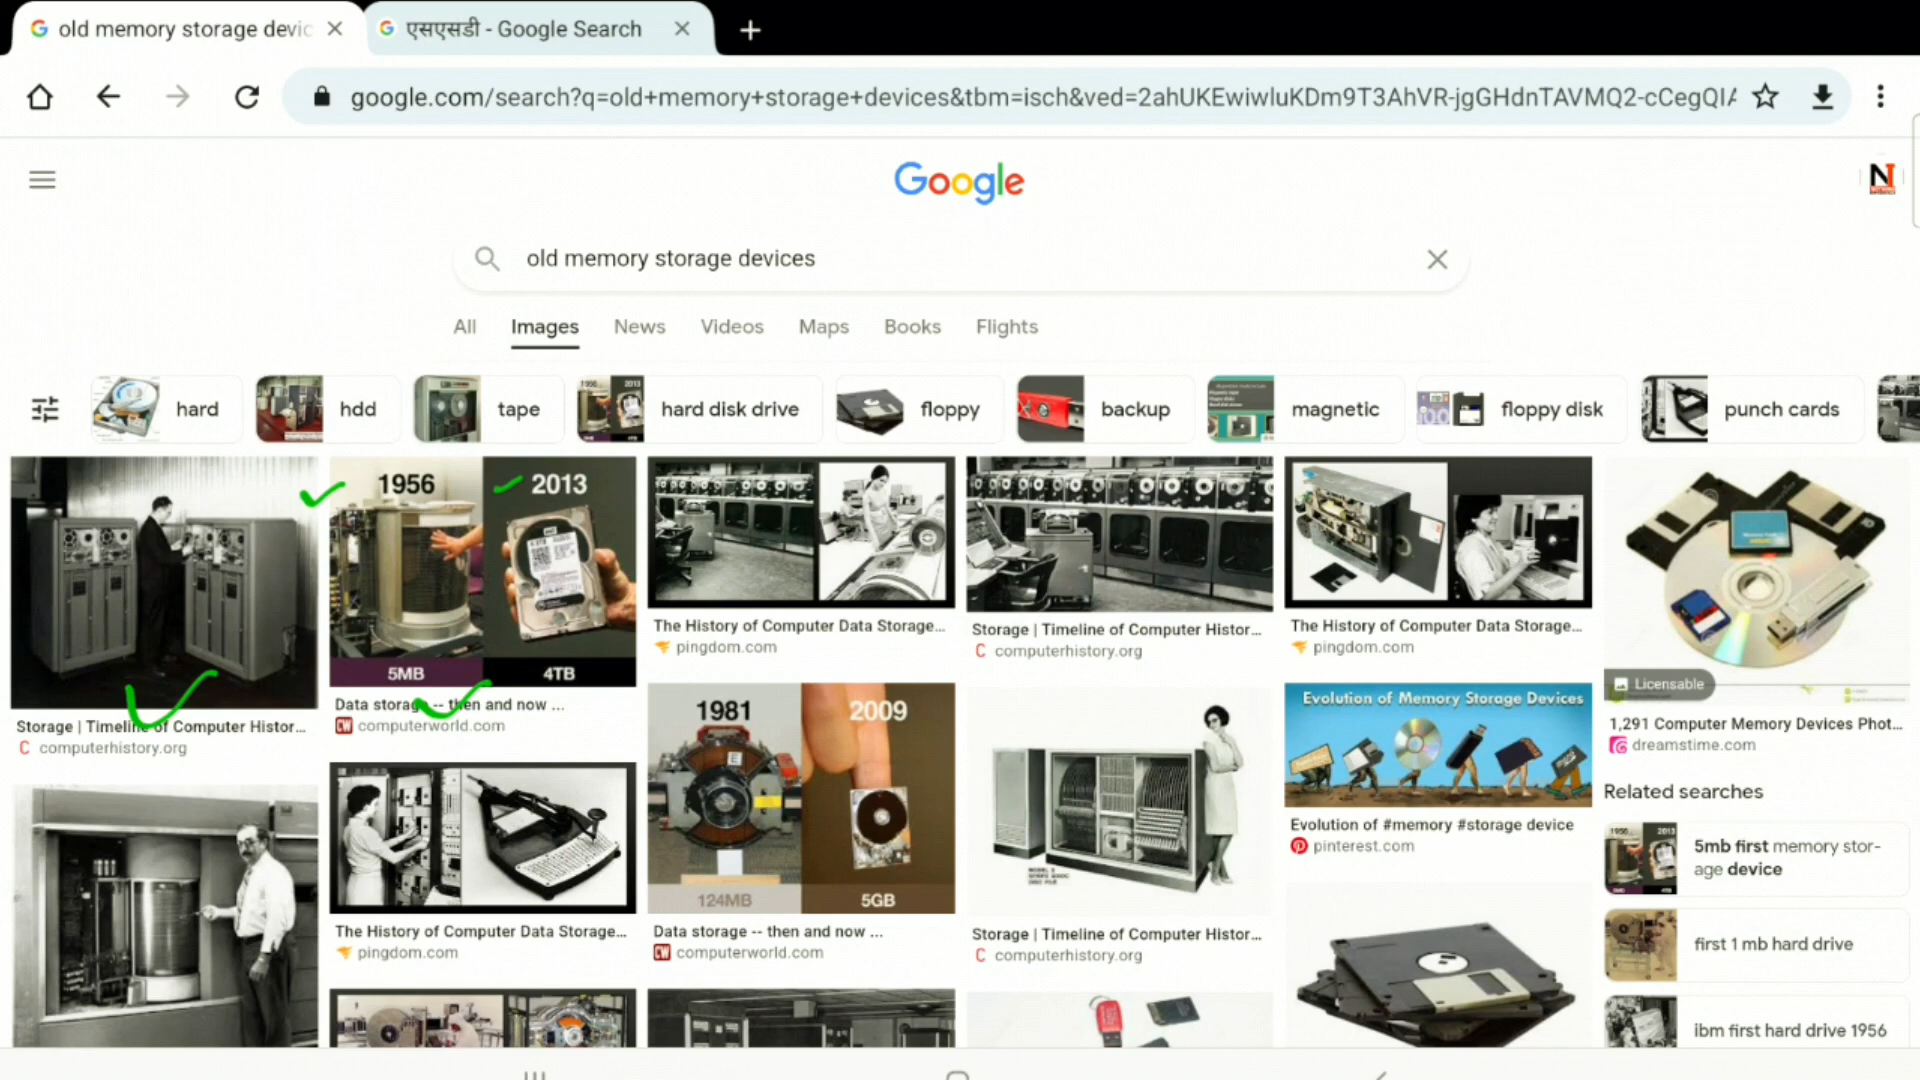 old memory storage devic
एसएसडी - Google Search
google.com/search?q=old+memory+storage+devices&tbm=isch&ved=2ahUKEwiwluKDm9T3AhVR-jgGHdnTAVMQ2-cCegQIA
Google
N
old memory storage devices
All Images News Videos Maps Books Flights
hard hdd tape hard disk drive floppy backup magnetic floppy disk punch cards
1956 2013
5MB 4TB
Storage | Timeline of Computer Histor...
computerhistory.org
Data storage -- then and now ...
computerworld.com
The History of Computer Data Storage...
pingdom.com
Storage | Timeline of Computer Histor...
computerhistory.org
The History of Computer Data Storage...
pingdom.com
Licensable
1,291 Computer Memory Devices Phot...
dreamstime.com
The History of Computer Data Storage...
pingdom.com
1981 2009
124MB 5GB
Data storage -- then and now ...
computerworld.com
Storage | Timeline of Computer Histor...
computerhistory.org
Evolution of Memory Storage Devices
Evolution of #memory #storage device
pinterest.com
Related searches
5mb first memory stor-
age device
first 1 mb hard drive
ibm first hard drive 1956